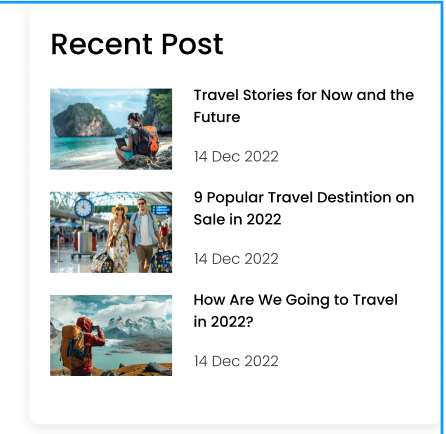 Recent Post
Travel Stories for Now and the
Future
14 Dec 2022
9 Popular Travel Destintion on
Sale in 2022
14 Dec 2022
How Are We Going to Travel
in 2022?
14 Dec 2022